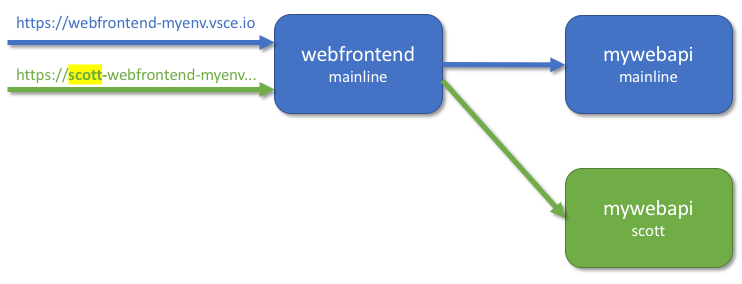 https://webfrontend-myenv.vsce.io
https://scott-webfrontend-myenv...
webfrontend
mainline
mywebapi
mainline
mywebapi
scott